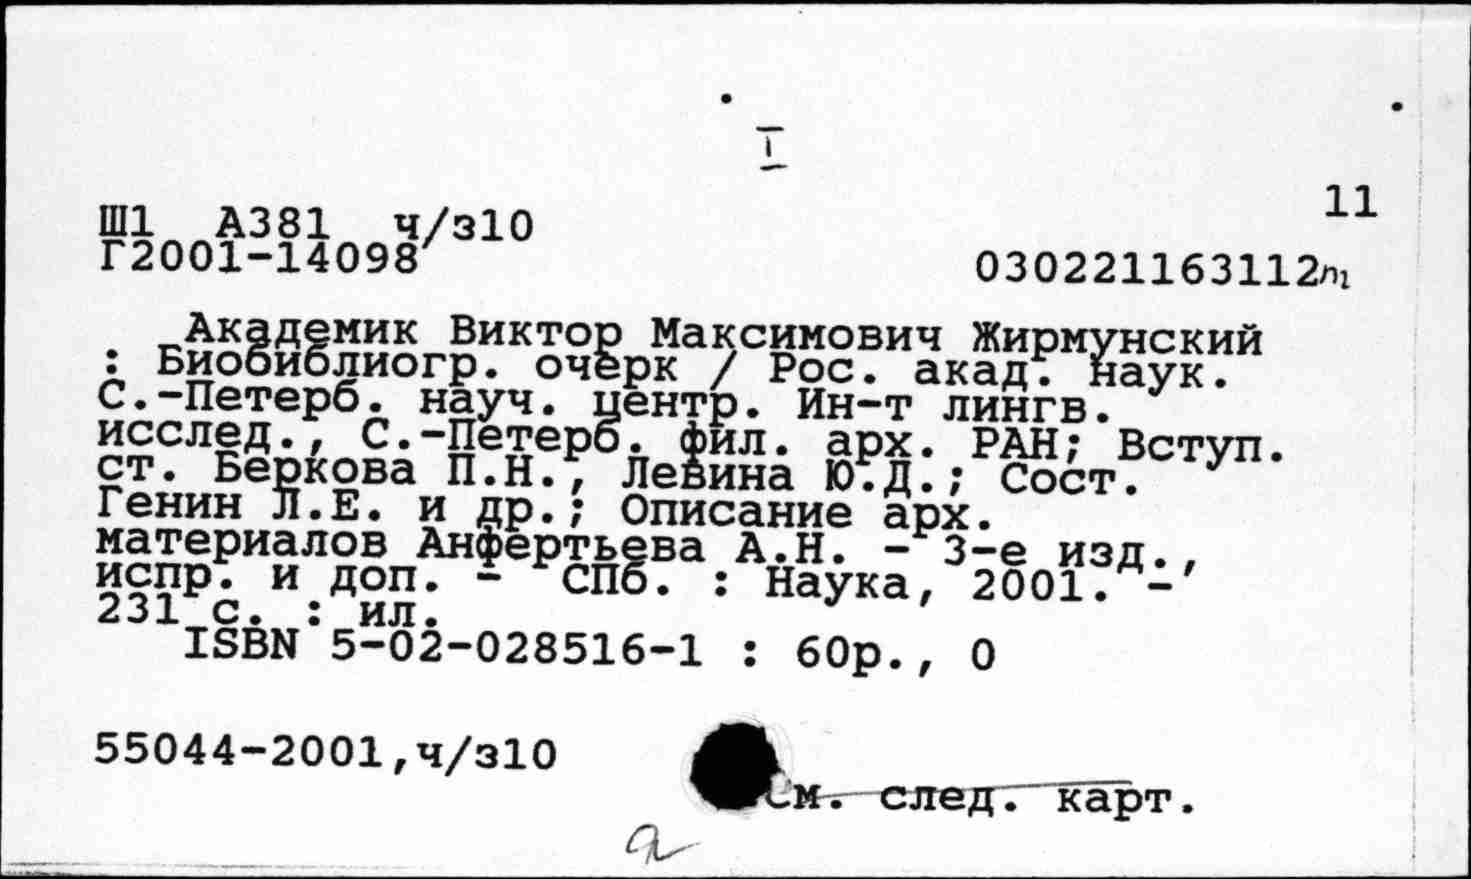 I
11
Ш1 А381 ч/з10
Г2001-14098
030221163112
Академик Виктор Максимович Жирмунский
: Биобиблиогр. очерк / Рос. акад. наук.
С.-Петерб. науч. центр. Ин-т лингв.
исслед., С.-Петерб. фил. арх. РАН; Вступ.
ст. Беркова П.Н., Левина Ю.Д.; Сост.
Генин Л.Е. и др.; Описание арх.
материалов Анфертьева А.Н. - 3-е изд.,
испр. и доп. - СПб. : Наука, 2001. -
231 с. : ил.
ISBN 5-02-028516-1 : 60р., 0
55044-2001,ч/з10
См. след. карт.